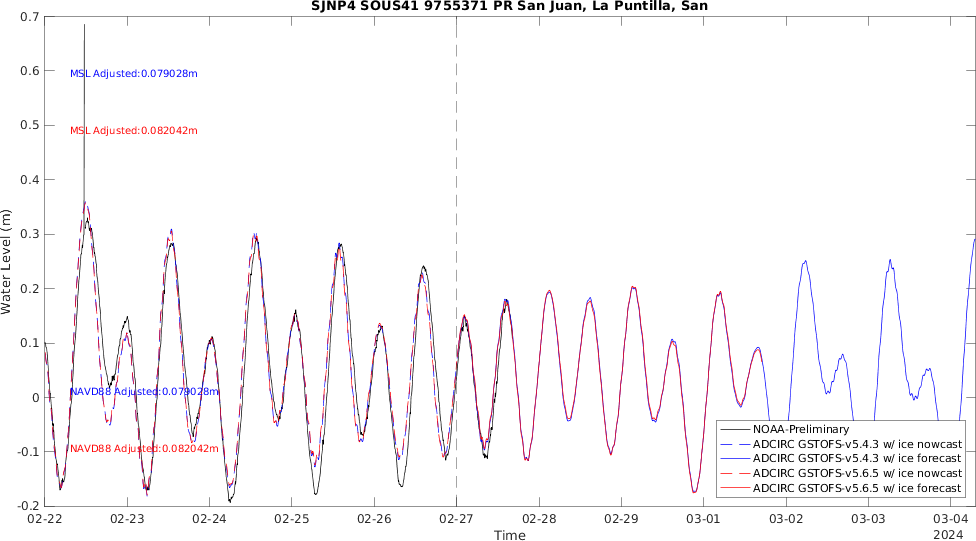 SJNP4 SOUS41 9755371 PR San Juan, La Puntilla, San
0.7
0.6
0.5
0.4
0.3
0.2
0.1
0
-0.1
-0.2
Water Level (m)
MSL Adjusted:0.079028m
MSL Adjusted:0.082042m
NAVD88 Adjusted:0.079028m
NAVD88 Adjusted:0.082042m
NOAA-Preliminary
ADCIRC GSTOFS-v5.4.3 w/ ice nowcast
ADCIRC GSTOFS-v5.4.3 w/ ice forecast
ADCIRC GSTOFS-v5.6.5 w/ ice nowcast
ADCIRC GSTOFS-v5.6.5 w/ ice forecast
02-22 02-23 02-24 02-25 02-26 02-27 02-28 02-29 03-01 03-02 03-03 03-04
Time
2024